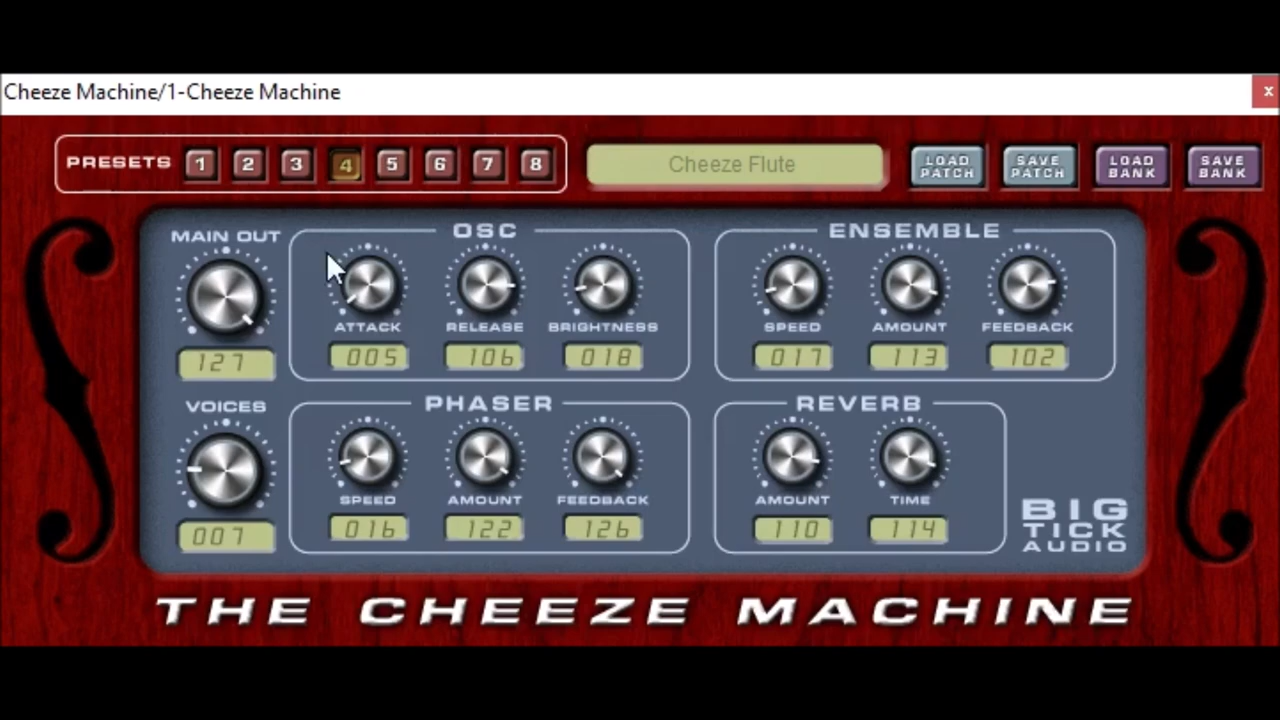 Cheeze Machine/1-Cheeze Machine
x
PRESETS 1 2 3 4 5 6 7 8
Cheeze Flute
LOAD PATCH
SAVE PATCH
LOAD BANK
SAVE BANK
MAIN OUT
127
OSC
ATTACK RELEASE BRIGHTNESS
005 106 018
ENSEMBLE
SPEED AMOUNT FEEDBACK
017 113 102
VOICES
007
PHASER
SPEED AMOUNT FEEDBACK
016 122 126
REVERB
AMOUNT TIME
110 114
BIG
TICK
AUDIO
THE CHEEZE MACHINE